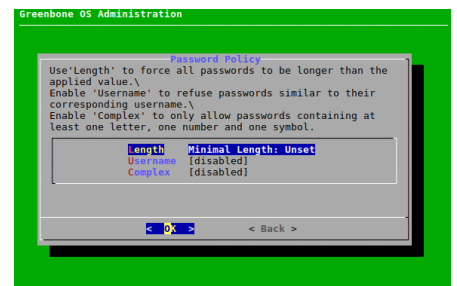 Greenbone OS Administration
Password Policy
Use'Length' to force all passwords to be longer than the
applied value.\
Enable 'Username' to refuse passwords similar to their
corresponding username.\
Enable 'Complex' to only allow passwords containing at
least one letter, one number and one symbol.
Length Minimal Length: Unset
Username [disabled]
Complex [disabled]
< OK > < Back >